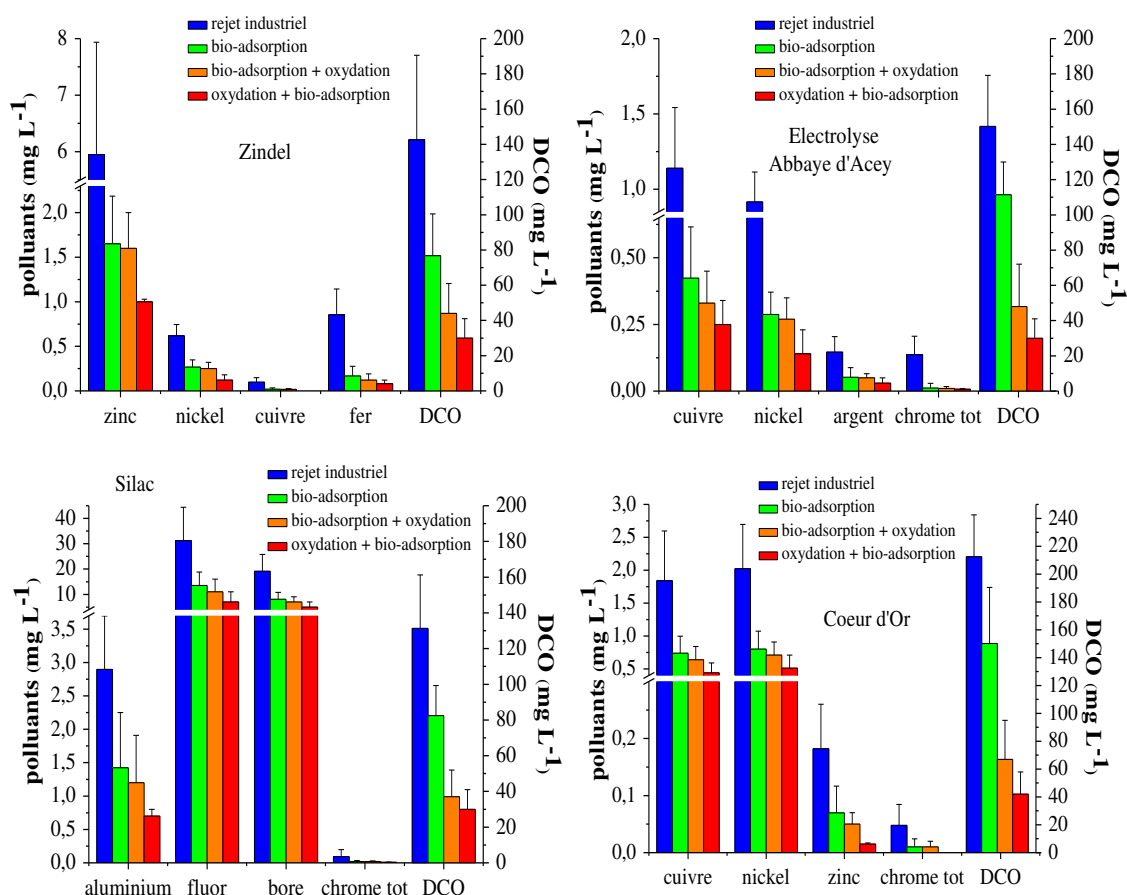 rejet industriel
bio-adsorption
bio-adsorption + oxydation
oxydation + bio-adsorption
Zindel
polluants (mg L-1)
8
7
6
2,0
1,5
1,0
0,5
0,0
200
180
160
140
120
100
80
60
40
20
0
DCO (mg L-1)
zinc nickel cuivre fer DCO
rejet industriel
bio-adsorption
bio-adsorption + oxydation
oxydation + bio-adsorption
Electrolyse
Abbaye d'Acey
polluants (mg L-1)
2,0
1,5
1,0
0,50
0,25
0,00
200
180
160
140
120
100
80
60
40
20
0
DCO (mg L-1)
cuivre nickel argent chrome tot DCO
Silac
rejet industriel
bio-adsorption
bio-adsorption + oxydation
oxydation + bio-adsorption
polluants (mg L-1)
40
30
20
10
3,5
3,0
2,5
2,0
1,5
1,0
0,5
0,0
200
180
160
140
120
100
80
60
40
20
0
DCO (mg L-1)
aluminium fluor bore chrome tot DCO
rejet industriel
bio-adsorption
bio-adsorption + oxydation
oxydation + bio-adsorption
Coeur d'Or
polluants (mg L-1)
3,0
2,5
2,0
1,5
1,0
0,5
0,2
0,1
0,0
240
220
200
180
160
140
120
100
80
60
40
20
0
DCO (mg L-1)
cuivre nickel zinc chrome tot DCO